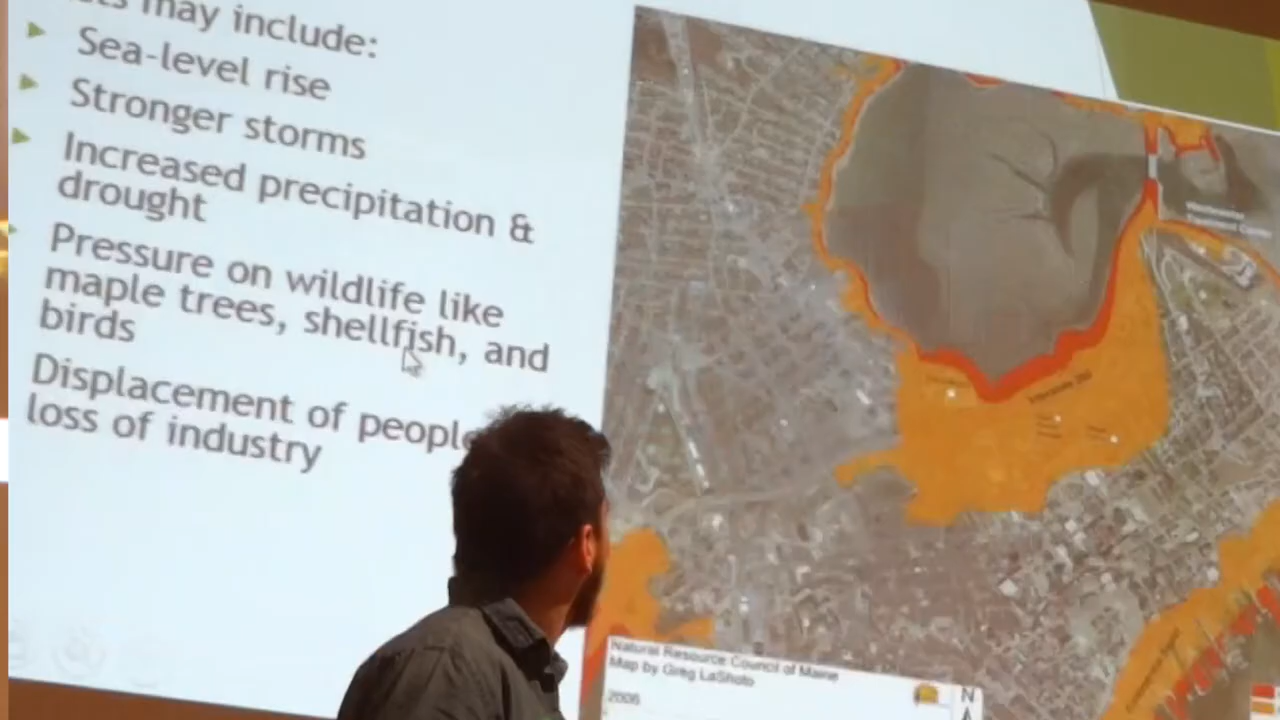 may include:
Sea-level rise
Stronger storms
Increased precipitation &
drought
Pressure on wildlife like
maple trees, shellfish, and
birds
Displacement of people
loss of industry
Natural Resource Council of Maine
Map by Greg LaShoto
2006
N